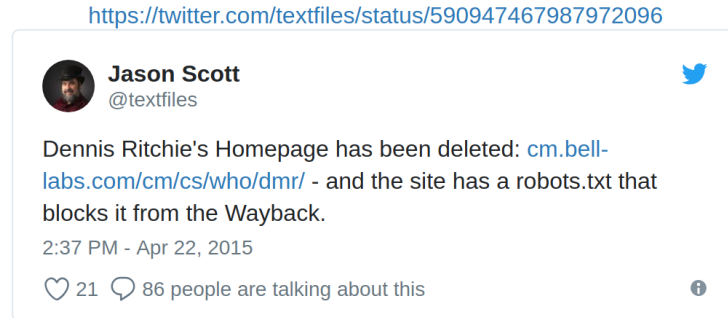 https://twitter.com/textfiles/status/590947467987972096
Jason Scott
@textfiles
Dennis Ritchie's Homepage has been deleted: cm.bell-
labs.com/cm/cs/who/dmr/ - and the site has a robots.txt that
blocks it from the Wayback.
2:37 PM - Apr 22, 2015
21 86 people are talking about this